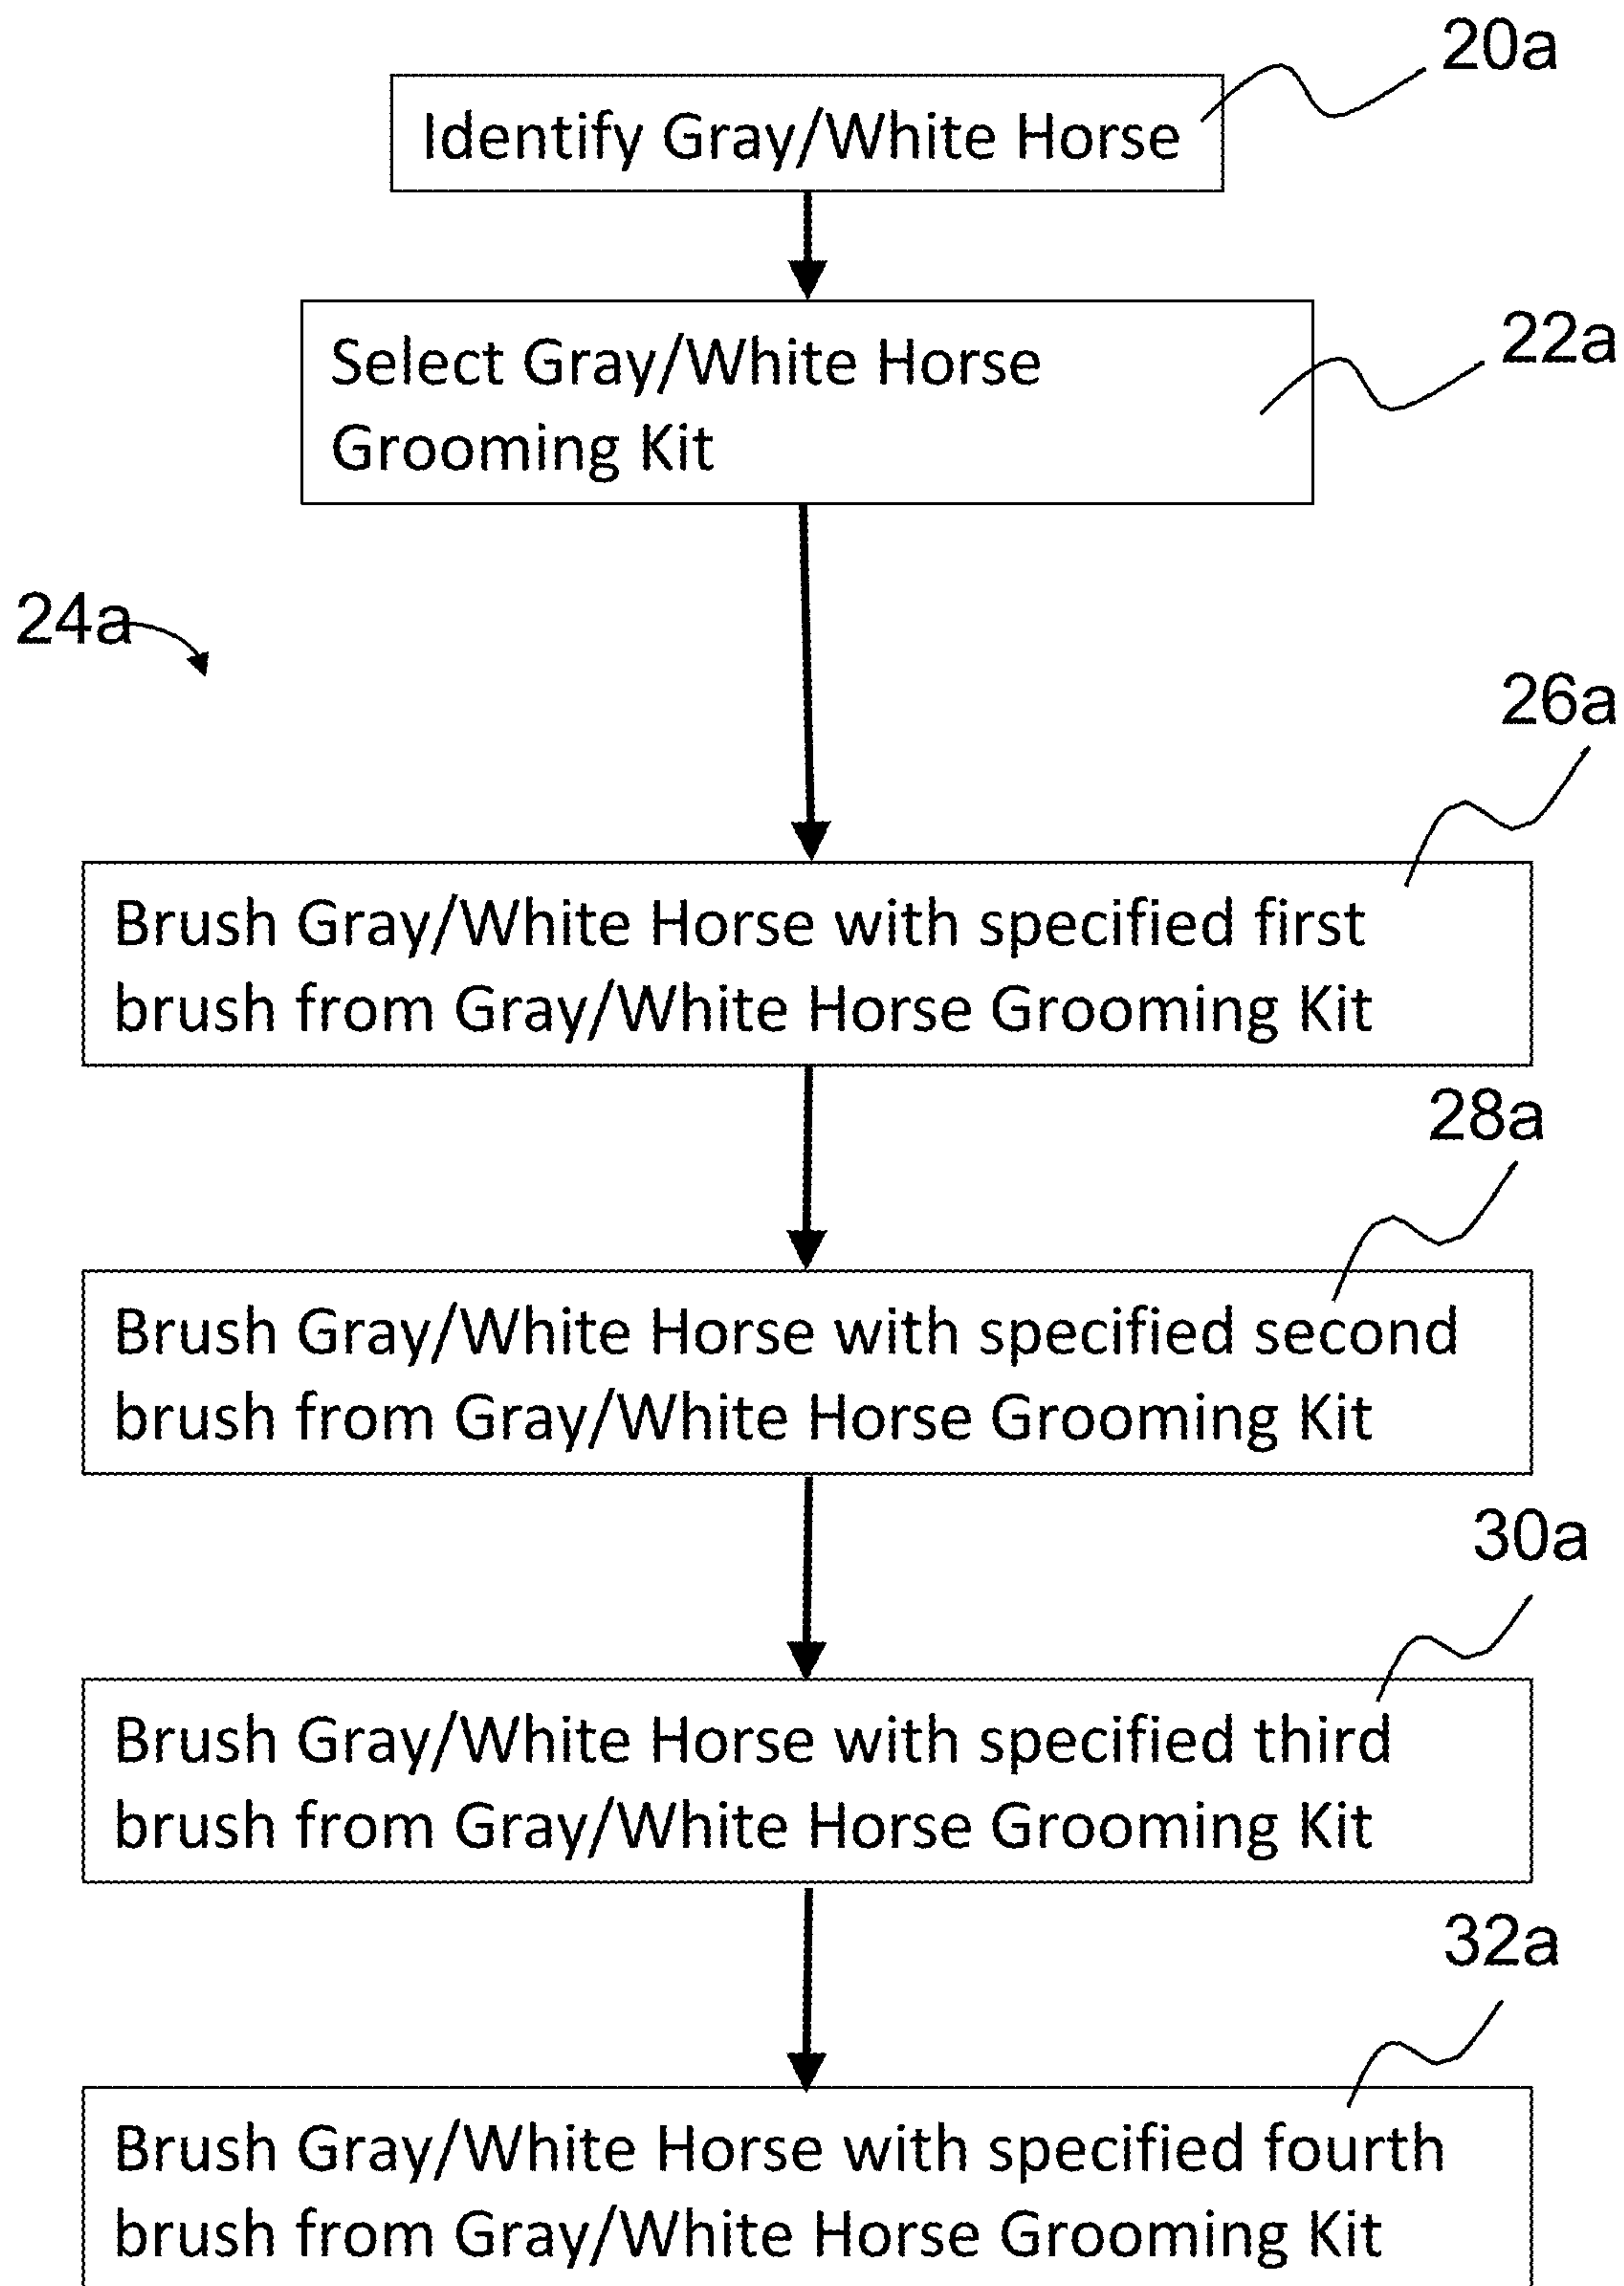 20a
Identify Gray/White Horse
22a
Select Gray/White Horse
Grooming Kit
24a
26a
Brush Gray/White Horse with specified first
brush from Gray/White Horse Grooming Kit
28a
Brush Gray/White Horse with specified second
brush from Gray/White Horse Grooming Kit
30a
Brush Gray/White Horse with specified third
brush from Gray/White Horse Grooming Kit
32a
Brush Gray/White Horse with specified fourth
brush from Gray/White Horse Grooming Kit